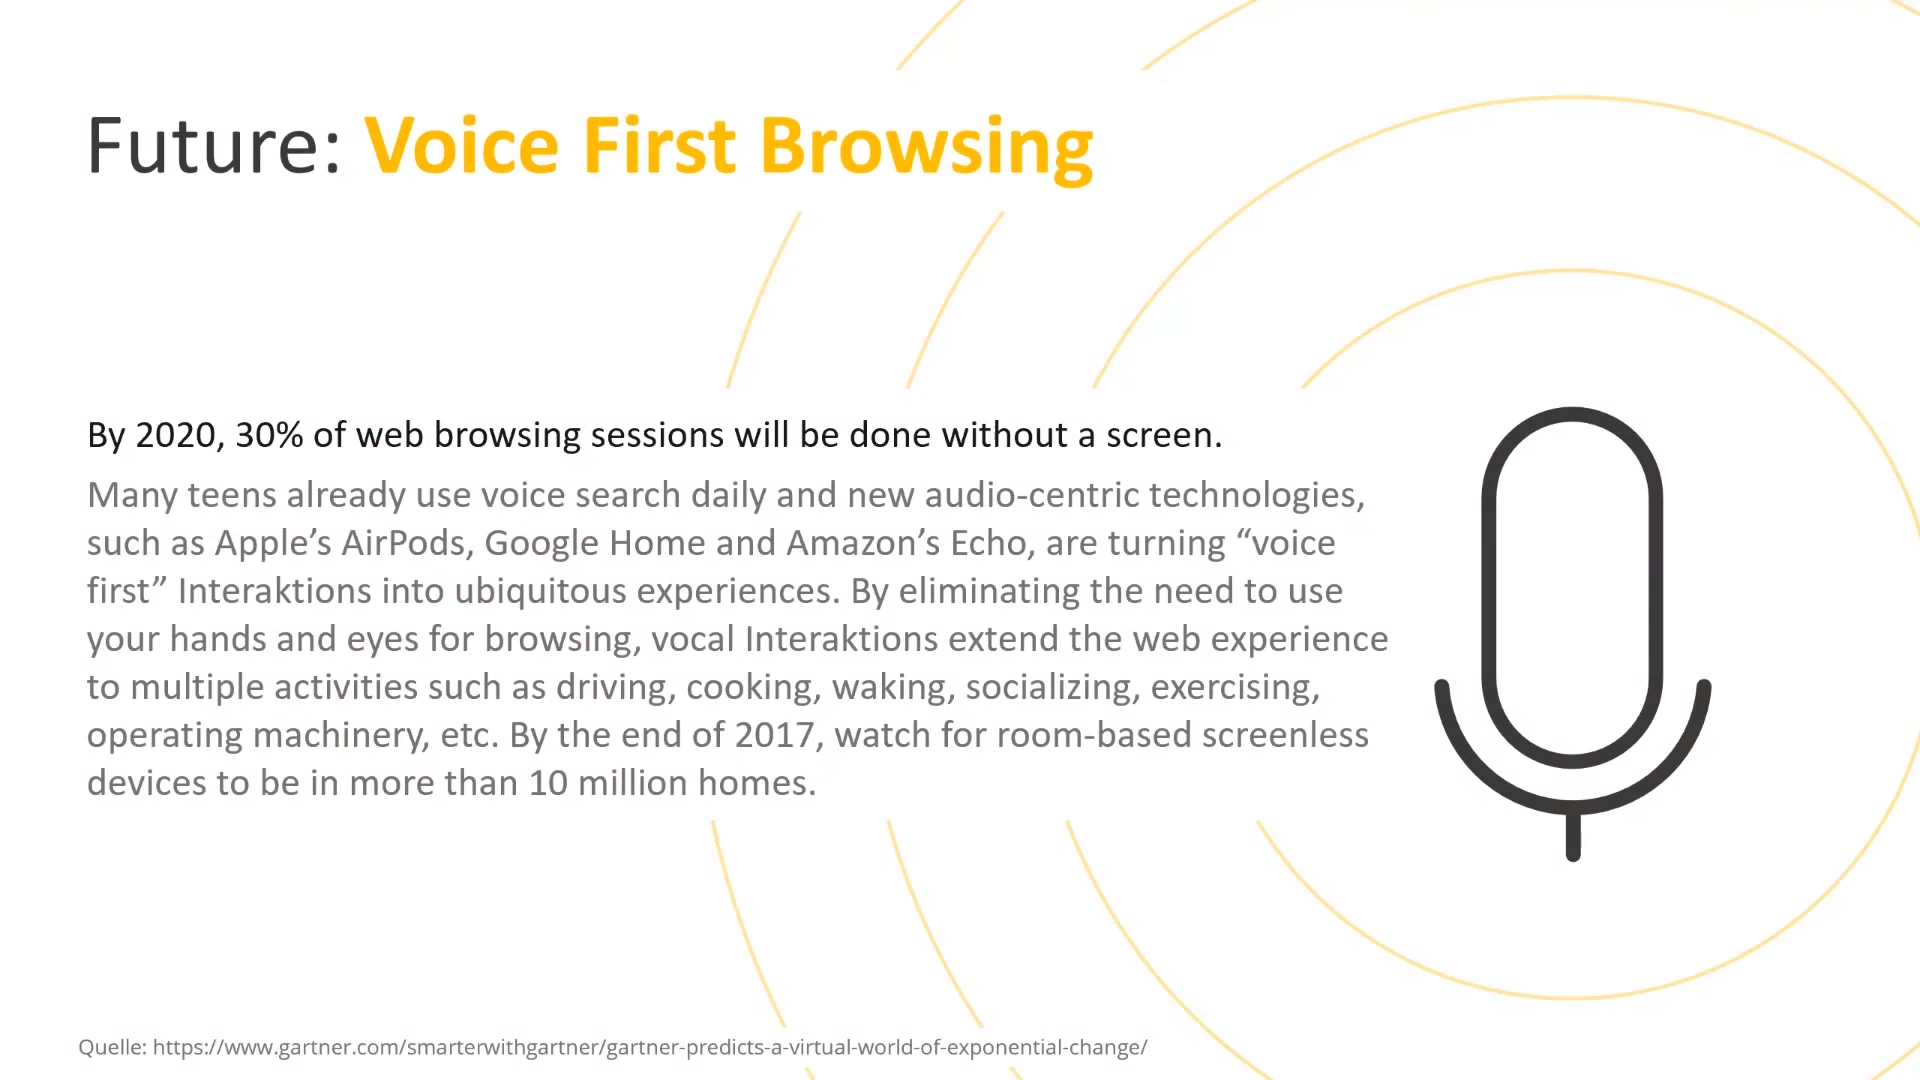 Future: Voice First Browsing
By 2020, 30% of web browsing sessions will be done without a screen.
Many teens already use voice search daily and new audio-centric technologies,
such as Apple’s AirPods, Google Home and Amazon’s Echo, are turning “voice
first” Interaktions into ubiquitous experiences. By eliminating the need to use
your hands and eyes for browsing, vocal Interaktions extend the web experience
to multiple activities such as driving, cooking, waking, socializing, exercising,
operating machinery, etc. By the end of 2017, watch for room-based screenless
devices to be in more than 10 million homes.
Quelle: https://www.gartner.com/smarterwithgartner/gartner-predicts-a-virtual-world-of-exponential-change/